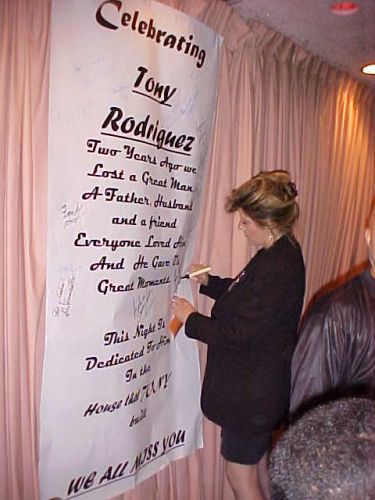 Celebrating
Tony
Rodriguez
Two Years Ago we
Lost a Great Man
A Father, Husband
and a friend
Everyone Loved Him
And He Gave Us
Great Moments
This Night Is
Dedicated To Him
In the
House that TONY
built
WE ALL MISS YOU